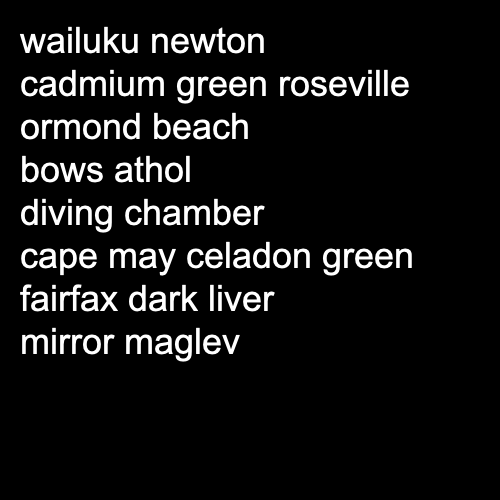 wailuku newton
cadmium green roseville
ormond beach
bows athol
diving chamber
cape may celadon green
fairfax dark liver
mirror maglev